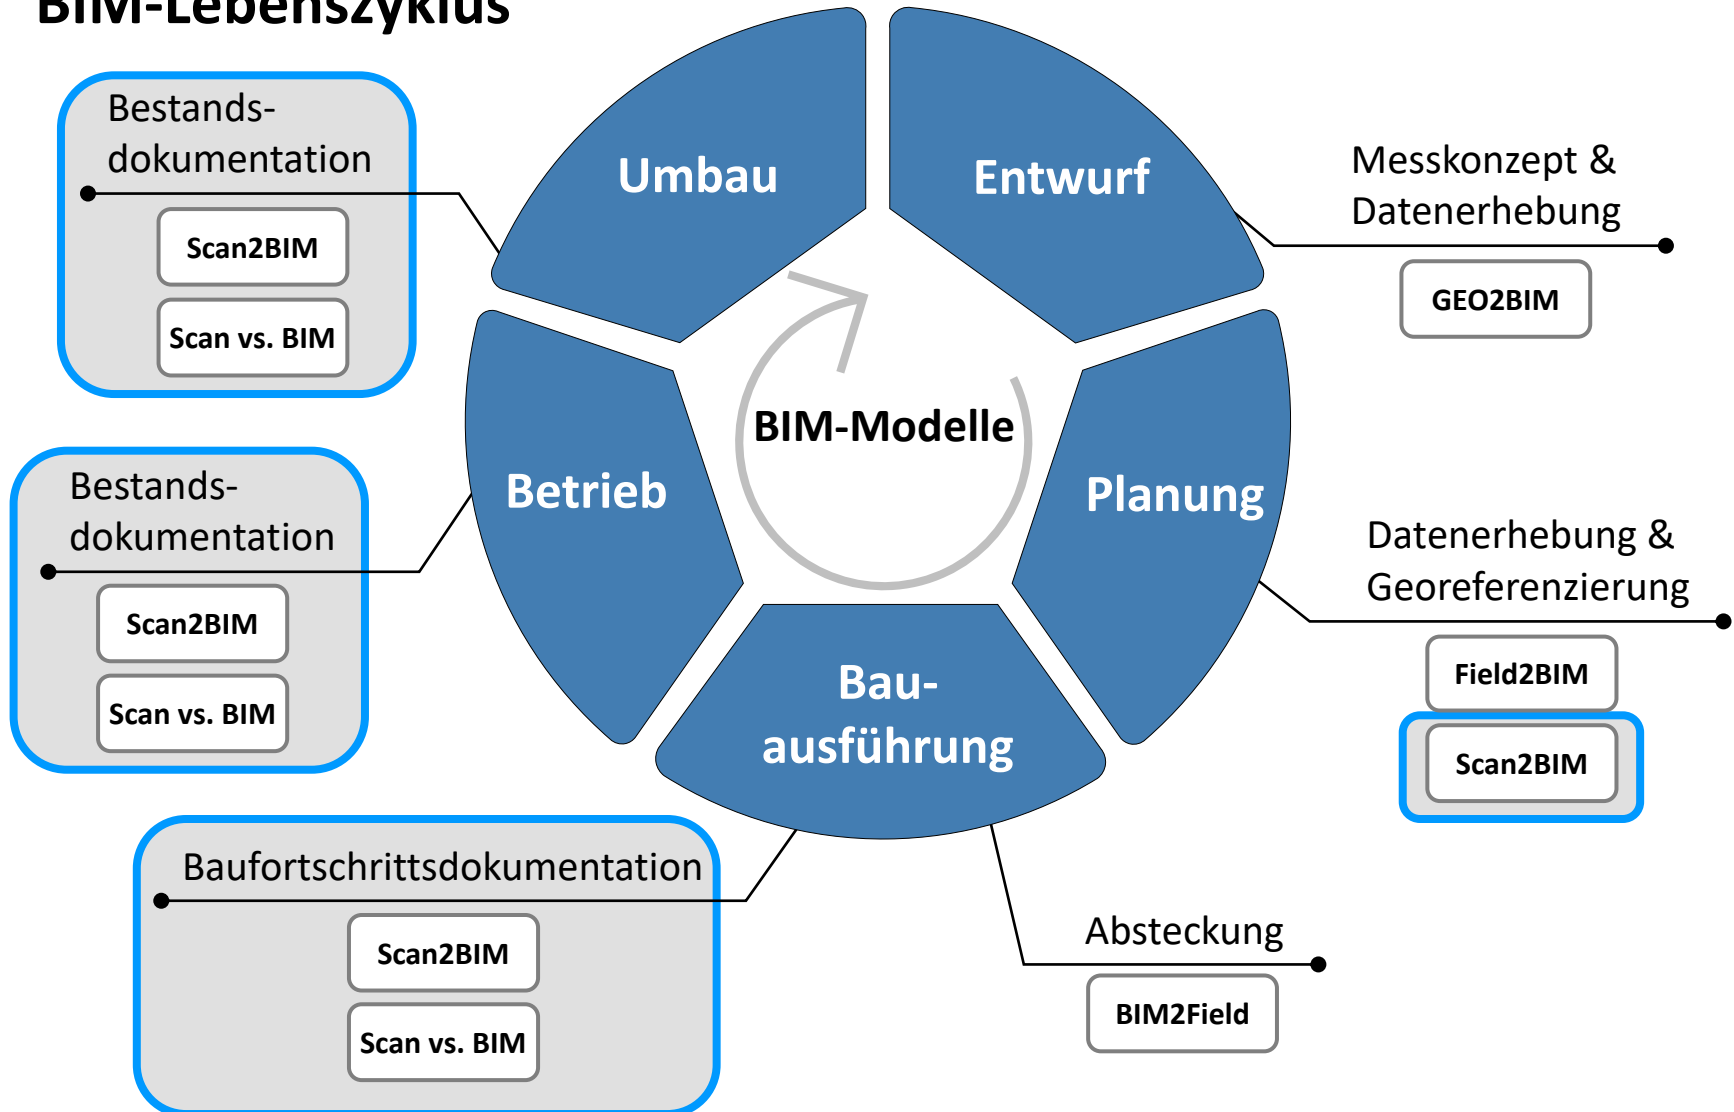 BIM-Lebenszyklus
Bestands-
dokumentation
Scan2BIM
Scan vs. BIM
Umbau
Entwurf
Messkonzept &
Datenerhebung
GEO2BIM
BIM-Modelle
Bestands-
dokumentation
Scan2BIM
Scan vs. BIM
Betrieb
Planung
Datenerhebung &
Georeferenzierung
Field2BIM
Scan2BIM
Bau-
ausführung
Baufortschrittsdokumentation
Scan2BIM
Scan vs. BIM
Absteckung
BIM2Field